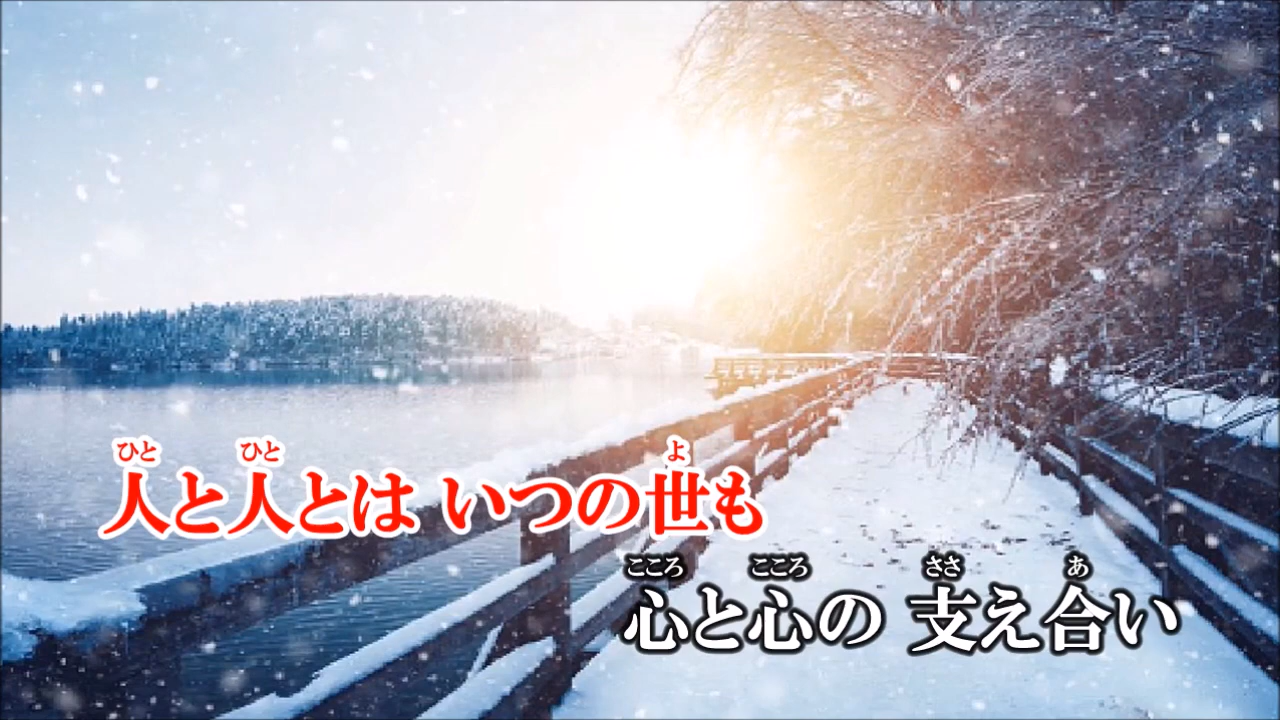 ひと ひと よ
人と人とは いつの世も
こころ こころ ささ あ
心と心の 支え合い